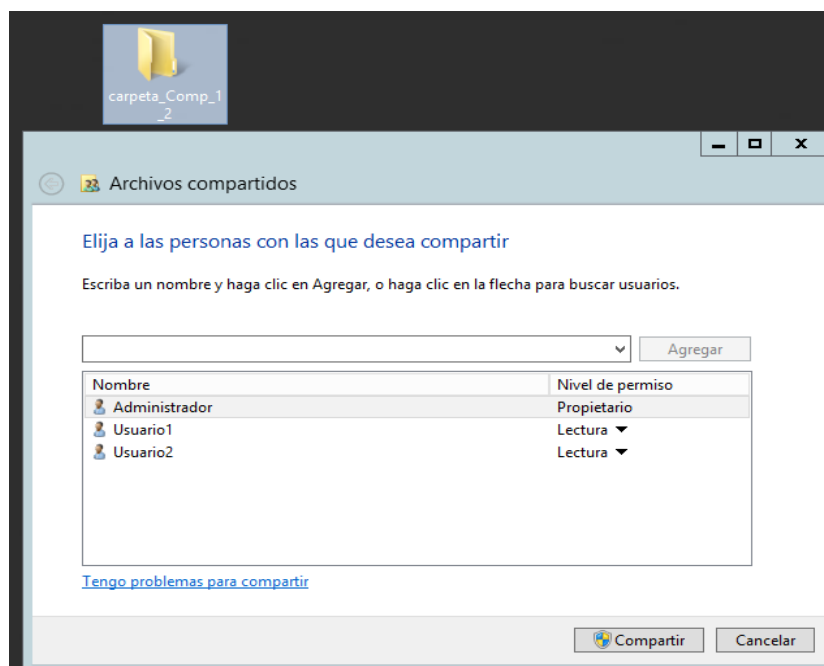 carpeta_Comp_1
_2
Archivos compartidos
Elija a las personas con las que desea compartir
Escriba un nombre y haga clic en Agregar, o haga clic en la flecha para buscar usuarios.
Agregar
Nombre Nivel de permiso
Administrador Propietario
Usuario1 Lectura
Usuario2 Lectura
Tengo problemas para compartir
Compartir Cancelar